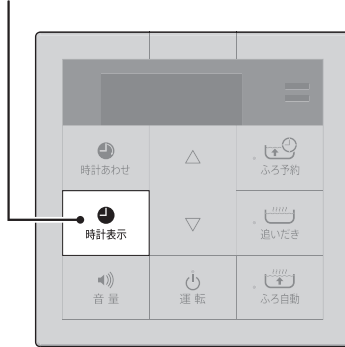 時計あわせ
ふろ予約
時計表示
追いだき
音量
運転
ふろ自動